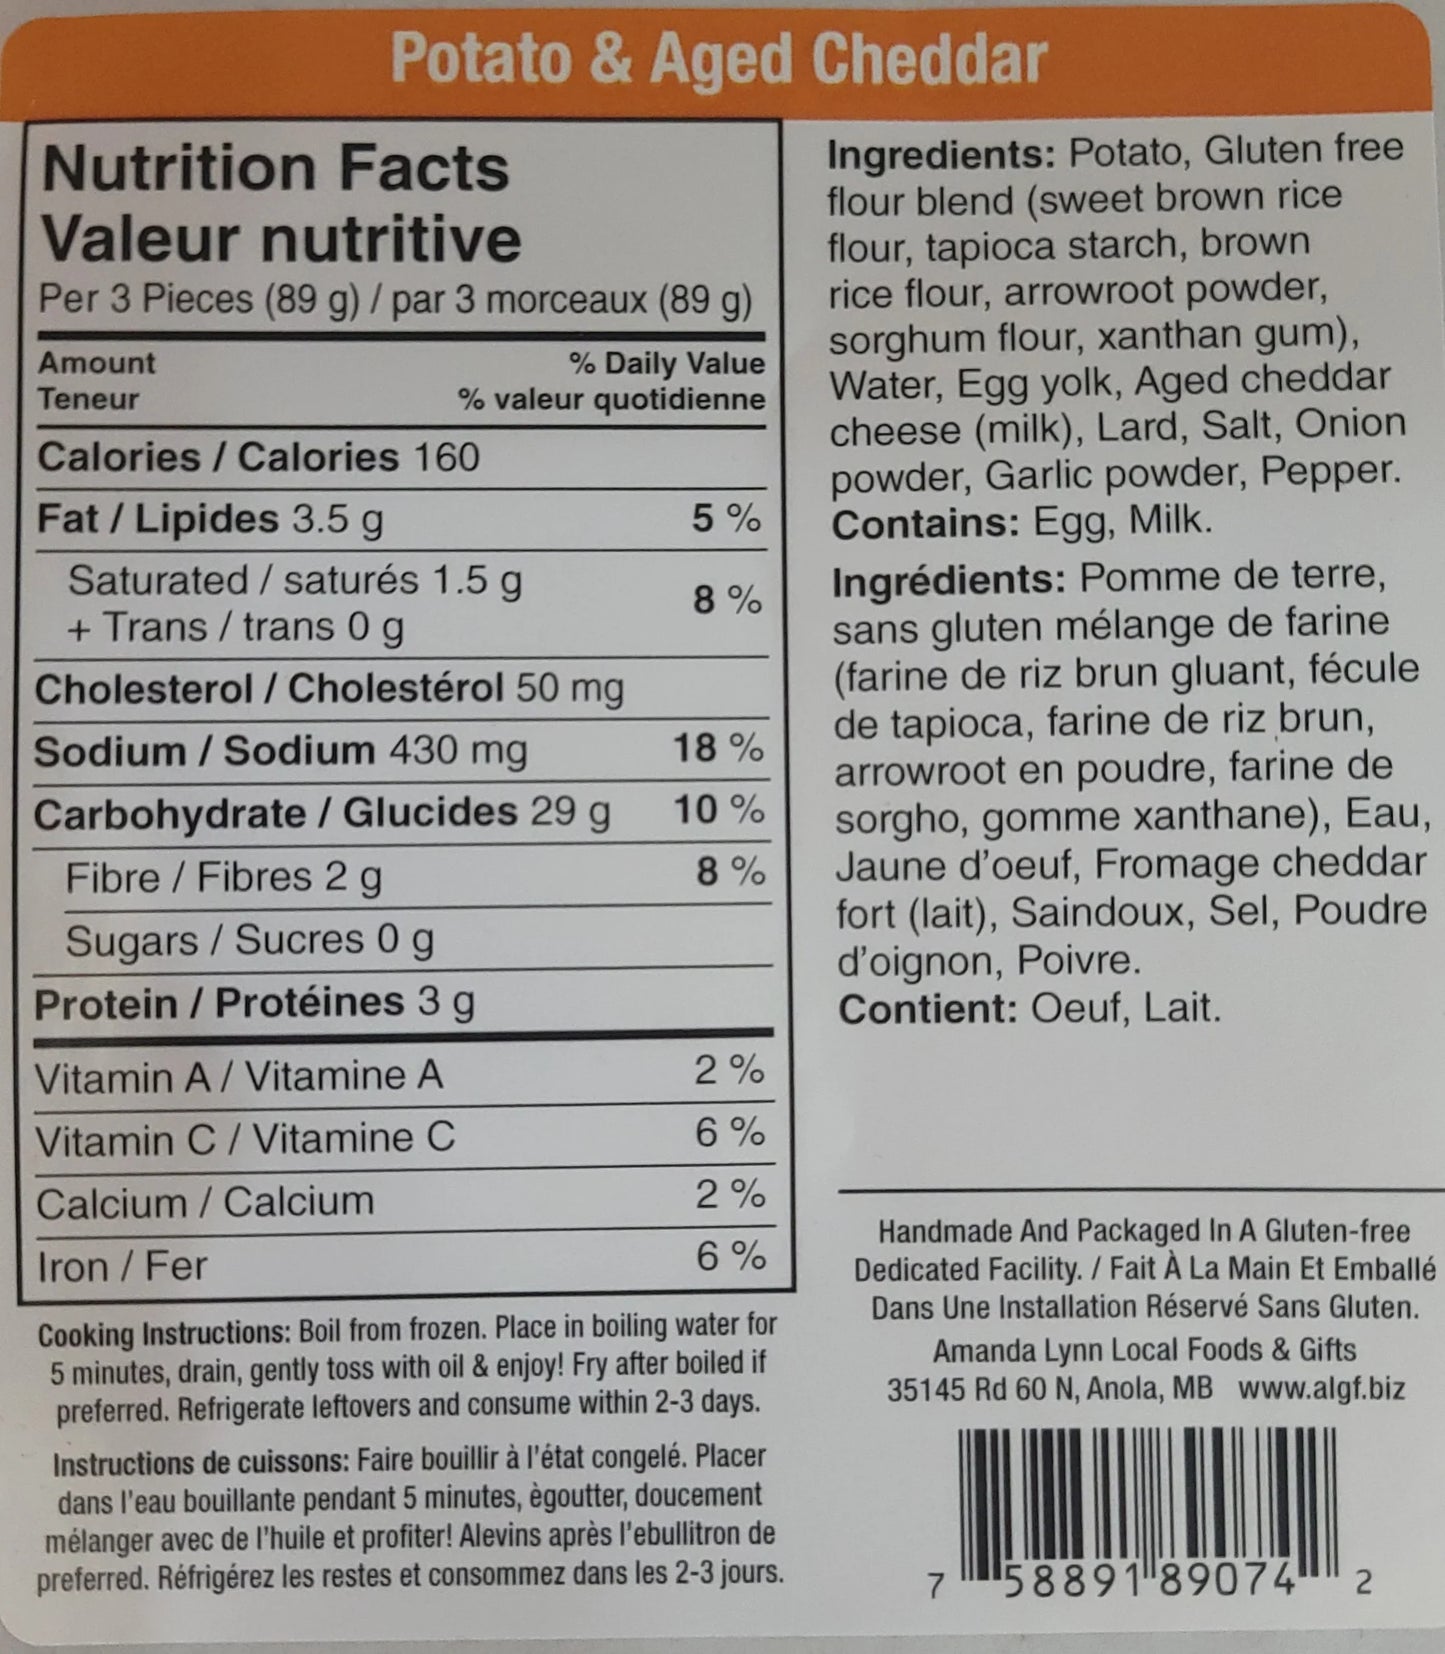 Potato & Aged Cheddar
Nutrition Facts
Valeur nutritive
Per 3 Pieces (89 g) / par 3 morceaux (89 g)
Amount % Daily Value
Teneur % valeur quotidienne
Calories / Calories 160
Fat / Lipides 3.5 g 5 %
Saturated / saturés 1.5 g
+ Trans / trans 0 g 8 %
Cholesterol / Cholestérol 50 mg
Sodium / Sodium 430 mg 18 %
Carbohydrate / Glucides 29 g 10 %
Fibre / Fibres 2 g 8 %
Sugars / Sucres 0 g
Protein / Protéines 3 g
Vitamin A / Vitamine A 2 %
Vitamin C / Vitamine C 6 %
Calcium / Calcium 2 %
Iron / Fer 6 %
Cooking Instructions: Boil from frozen. Place in boiling water for
5 minutes, drain, gently toss with oil & enjoy! Fry after boiled if
preferred. Refrigerate leftovers and consume within 2-3 days.
Instructions de cuissons: Faire bouillir à l'état congelé. Placer
dans l'eau bouillante pendant 5 minutes, ègoutter, doucement
mélanger avec de l'huile et profiter! Alevins après l'ebullitron de
preferred. Réfrigérez les restes et consommez dans les 2-3 jours.
Ingredients: Potato, Gluten free
flour blend (sweet brown rice
flour, tapioca starch, brown
rice flour, arrowroot powder,
sorghum flour, xanthan gum),
Water, Egg yolk, Aged cheddar
cheese (milk), Lard, Salt, Onion
powder, Garlic powder, Pepper.
Contains: Egg, Milk.
Ingrédients: Pomme de terre,
sans gluten mélange de farine
(farine de riz brun gluant, fécule
de tapioca, farine de riz brun,
arrowroot en poudre, farine de
sorgho, gomme xanthane), Eau,
Jaune d'oeuf, Fromage cheddar
fort (lait), Saindoux, Sel, Poudre
d'oignon, Poivre.
Contient: Oeuf, Lait.
Handmade And Packaged In A Gluten-free
Dedicated Facility. / Fait À La Main Et Emballé
Dans Une Installation Réservé Sans Gluten.
Amanda Lynn Local Foods & Gifts
35145 Rd 60 N, Anola, MB www.algf.biz
7 58891 89074 2